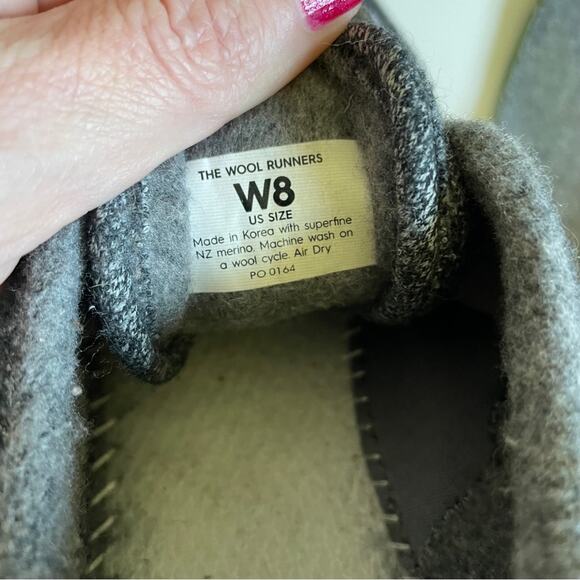 THE WOOL RUNNERS
W8
US SIZE
Made in Korea with superfine
NZ merino. Machine wash on
a wool cycle. Air Dry
PO 0164